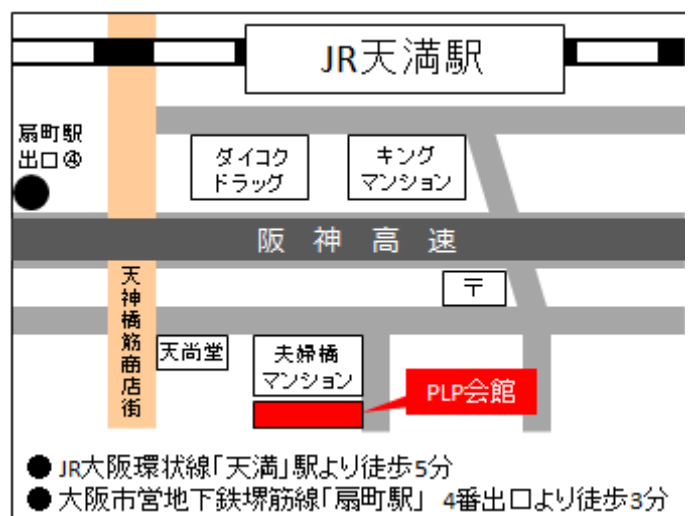 JR天満駅
扇町駅
出口④
ダイコク
ドラッグ
キング
マンション
阪神高速
〒
天神橋筋商店街
天尚堂
夫婦橋
マンション
PLP会館
● JR大阪環状線「天満」駅より徒歩5分
● 大阪市営地下鉄堺筋線「扇町駅」 4番出口より徒歩3分